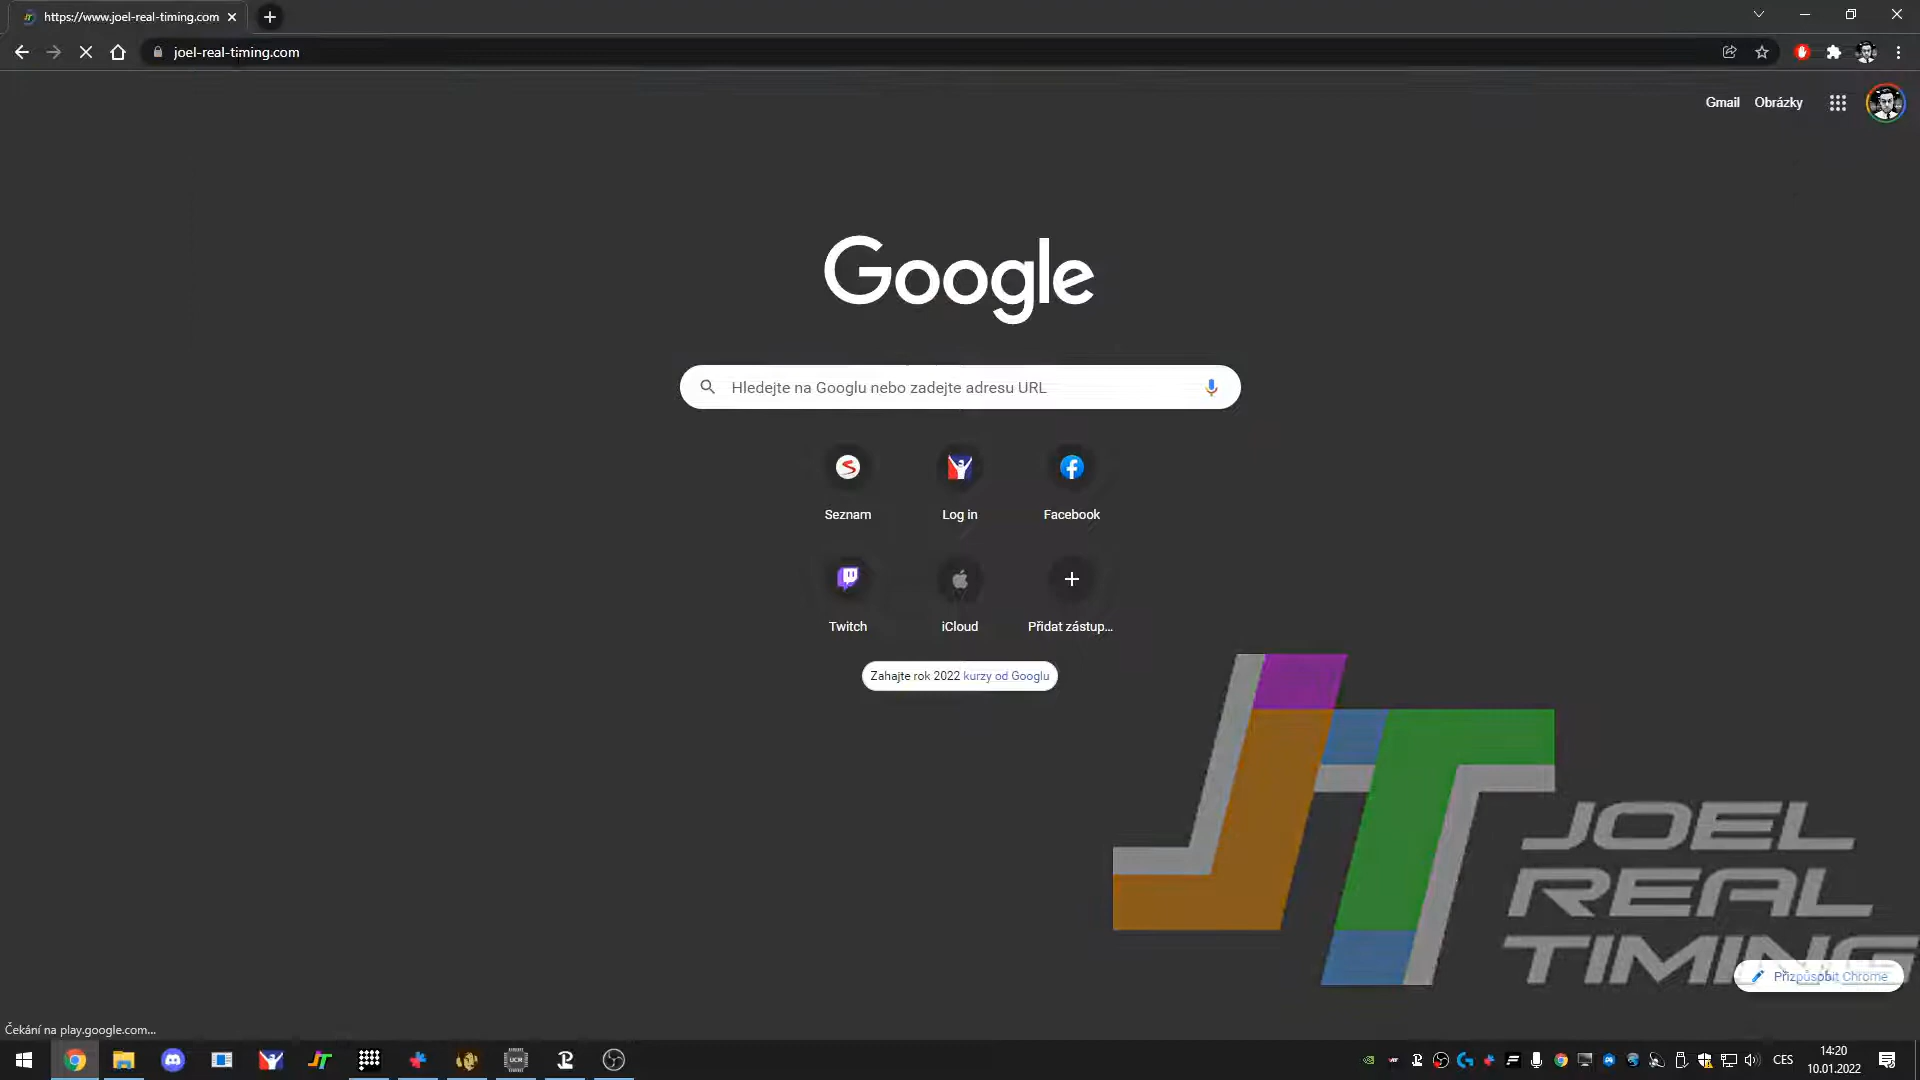 https://www.joel-real-timing.com
joel-real-timing.com
Gmail
Obrázky
Google
Hledejte na Googlu nebo zadejte adresu URL
Seznam
Log in
Facebook
Twitch
iCloud
Přidat zástup...
Zahajte rok 2022 kurzy od Googlu
JT
JOEL
REAL
TIMING
Přizpůsobit Chrome
Čekání na play.google.com...
UCR
CES
14:20
10.01.2022